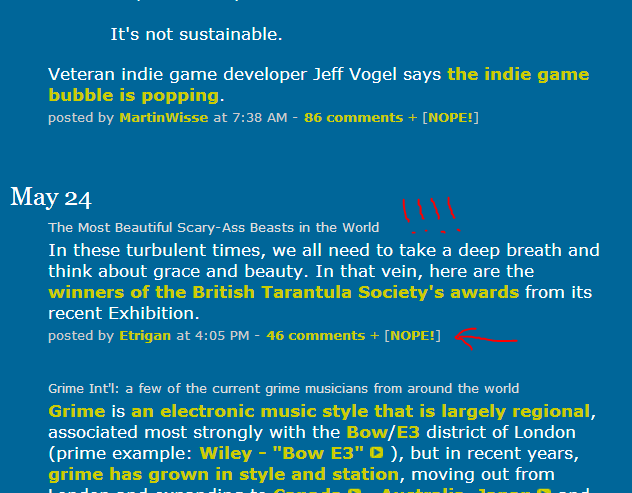 It's not sustainable.
Veteran indie game developer Jeff Vogel says the indie game
bubble is popping.
posted by MartinWisse at 7:38 AM - 86 comments + [NOPE!]
May 24
The Most Beautiful Scary-Ass Beasts in the World
!!!!
In these turbulent times, we all need to take a deep breath and
think about grace and beauty. In that vein, here are the
winners of the British Tarantula Society's awards from its
recent Exhibition.
posted by Etrigan at 4:05 PM - 46 comments + [NOPE!]
Grime Int'l: a few of the current grime musicians from around the world
Grime is an electronic music style that is largely regional,
associated most strongly with the Bow/E3 district of London
(prime example: Wiley - "Bow E3" ), but in recent years,
grime has grown in style and station, moving out from
London and expanding to Canada , Australia, Japan and